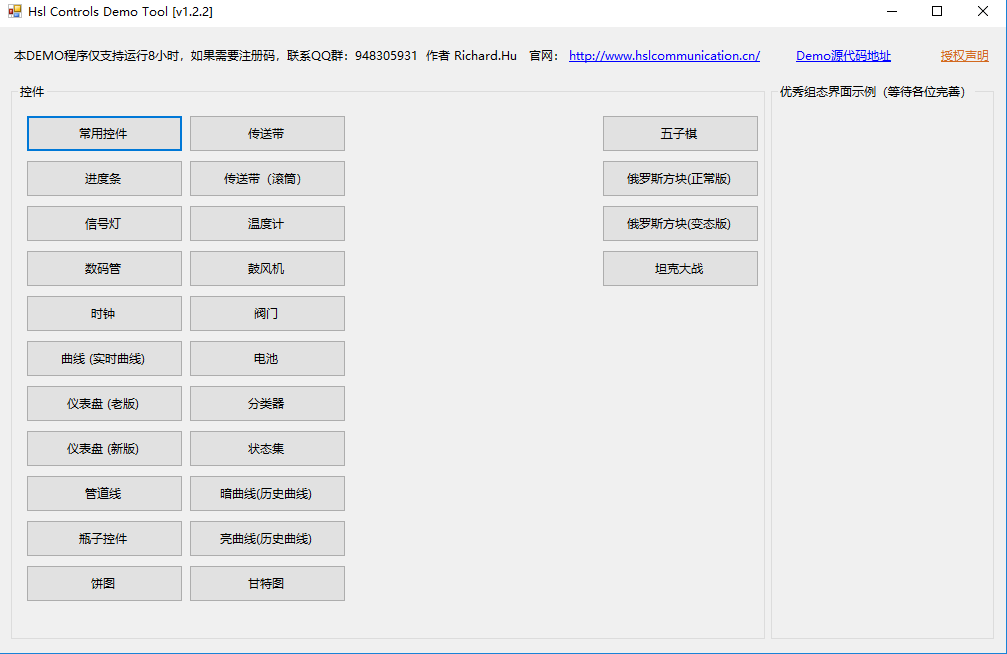 Hsl Controls Demo Tool [v1.2.2]
本DEMO程序仅支持运行8小时，如果需要注册码，联系QQ群：948305931 作者 Richard.Hu 官网： http://www.hslcommunication.cn/ Demo源代码地址 授权声明
控件 优秀组态界面示例（等待各位完善）
常用控件 传送带 五子棋
进度条 传送带（滚筒） 俄罗斯方块(正常版)
信号灯 温度计 俄罗斯方块(变态版)
数码管 鼓风机 坦克大战
时钟 阀门
曲线 (实时曲线) 电池
仪表盘 (老版) 分类器
仪表盘 (新版) 状态集
管道线 暗曲线(历史曲线)
瓶子控件 亮曲线(历史曲线)
饼图 甘特图